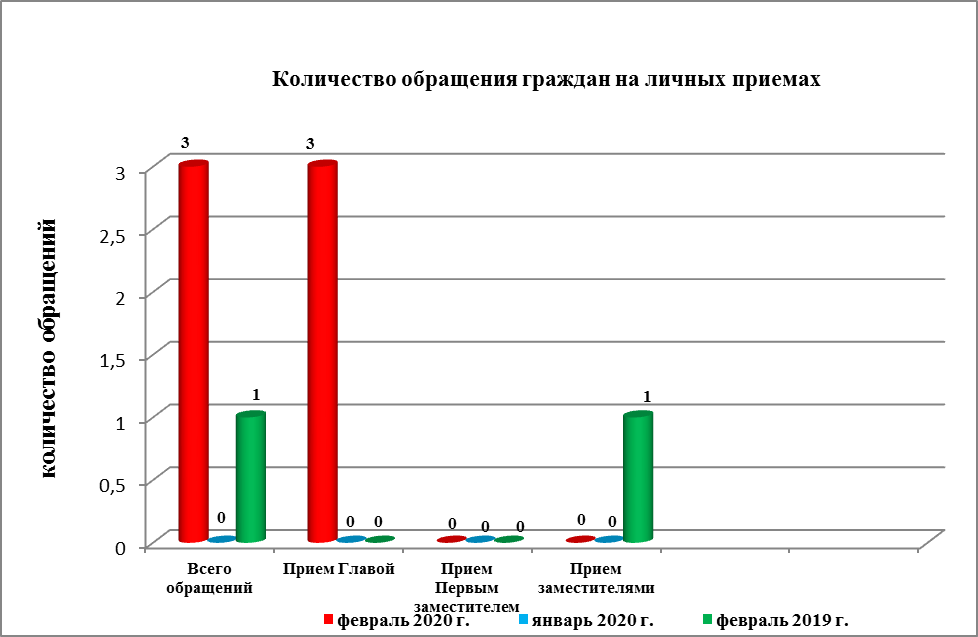 Количество обращения граждан на личных приемах
количество обращений
3
2,5
2
1,5
1
0,5
0
3
0
1
3
0
0
0
0
0
0
0
1
Всего
обращений
Прием Главой
Прием
Первым
заместителем
Прием
заместителями
февраль 2020 г.
январь 2020 г.
февраль 2019 г.